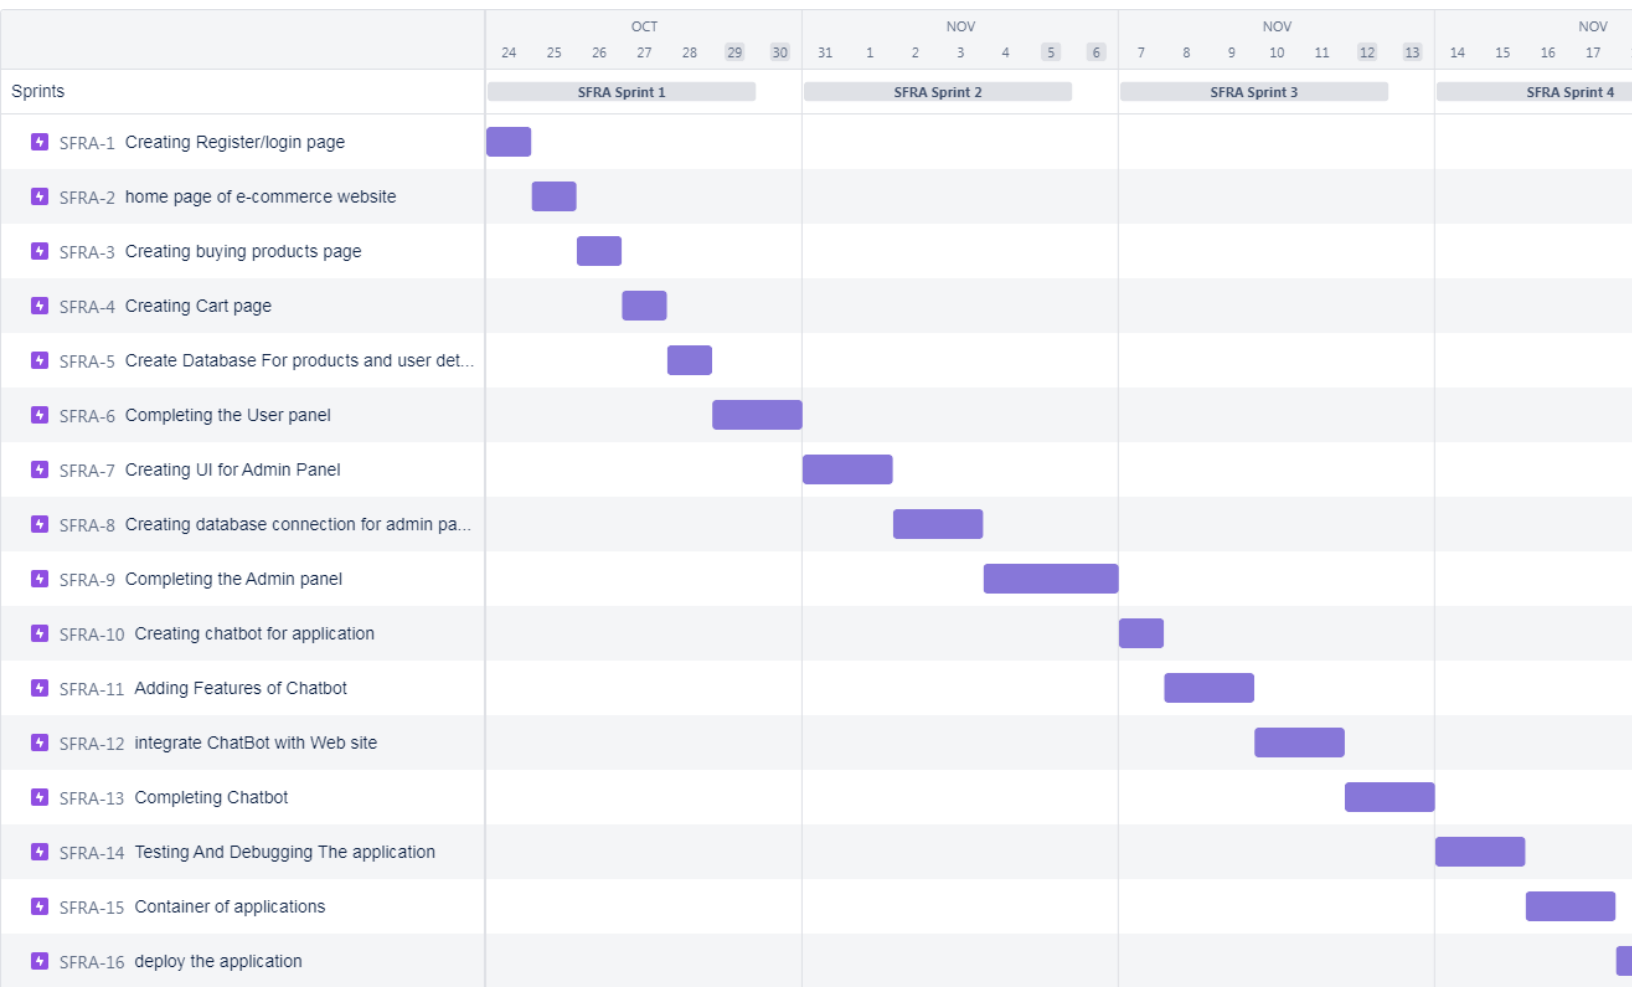 OCT NOV NOV NOV
24 25 26 27 28 29 30 31 1 2 3 4 5 6 7 8 9 10 11 12 13 14 15 16 17
Sprints SFRA Sprint 1 SFRA Sprint 2 SFRA Sprint 3 SFRA Sprint 4
SFRA-1 Creating Register/login page
SFRA-2 home page of e-commerce website
SFRA-3 Creating buying products page
SFRA-4 Creating Cart page
SFRA-5 Create Database For products and user det...
SFRA-6 Completing the User panel
SFRA-7 Creating UI for Admin Panel
SFRA-8 Creating database connection for admin pa...
SFRA-9 Completing the Admin panel
SFRA-10 Creating chatbot for application
SFRA-11 Adding Features of Chatbot
SFRA-12 integrate ChatBot with Web site
SFRA-13 Completing Chatbot
SFRA-14 Testing And Debugging The application
SFRA-15 Container of applications
SFRA-16 deploy the application